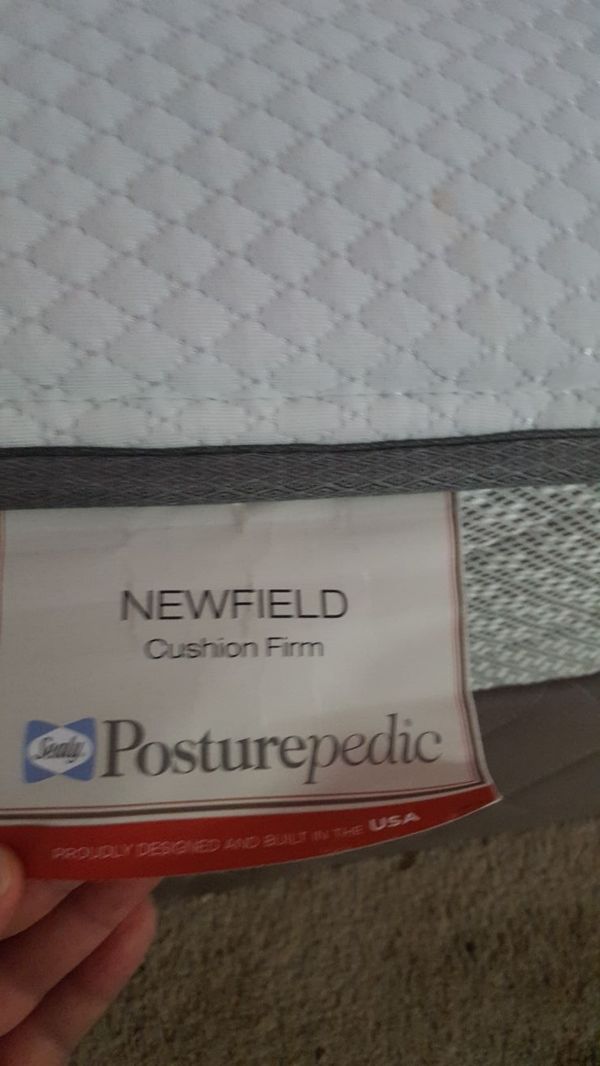 NEWFIELD
Cushion Firm
Sealy Posturepedic
PROUDLY DESIGNED AND BUILT IN THE USA